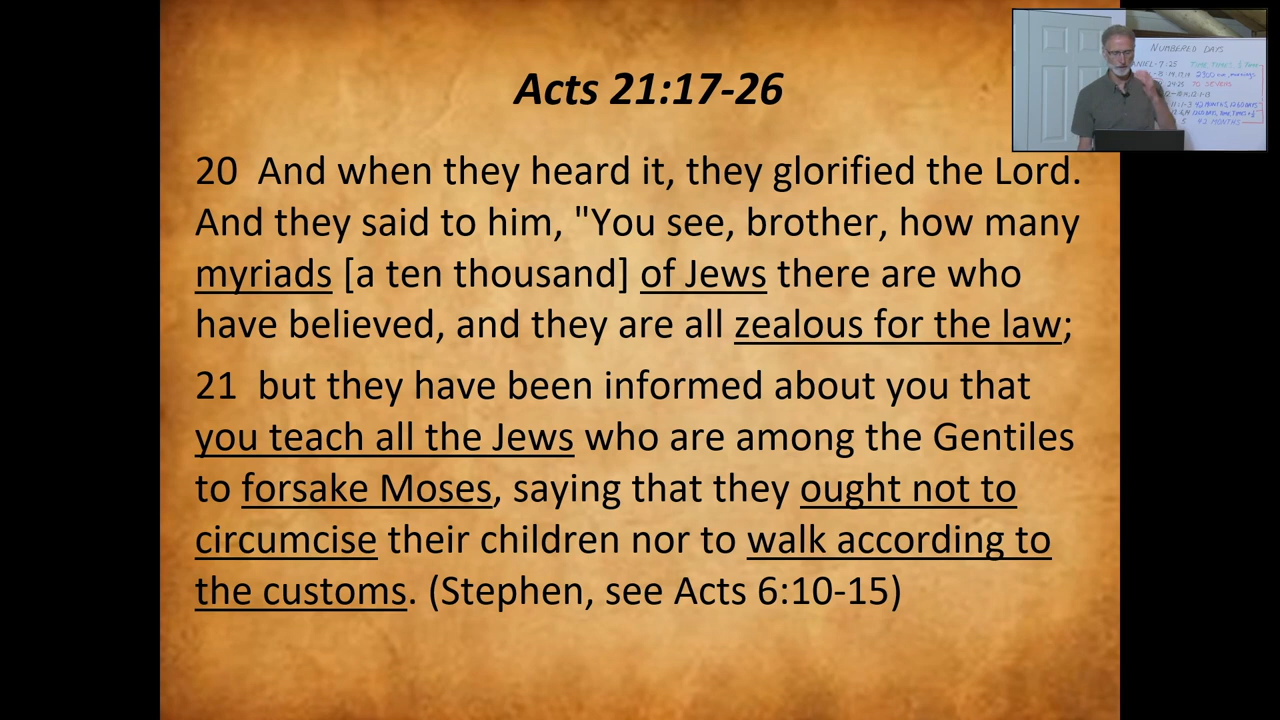 Acts 21:17-26
20 And when they heard it, they glorified the Lord.
And they said to him, "You see, brother, how many
myriads [a ten thousand] of Jews there are who
have believed, and they are all zealous for the law;
21 but they have been informed about you that
you teach all the Jews who are among the Gentiles
to forsake Moses, saying that they ought not to
circumcise their children nor to walk according to
the customs. (Stephen, see Acts 6:10-15)
NUMBERED DAYS
42 MONTHS